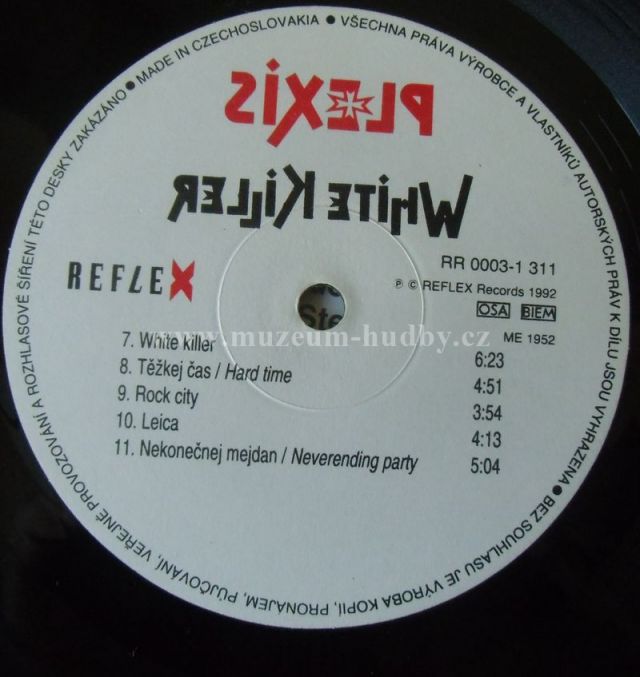 MADE IN CZECHOSLOVAKIA ● VŠECHNA PRÁVA VÝROBCE A VLASTNÍKŮ AUTORSKÝCH PRÁV K DÍLU JSOU VYHRAZENA ● BEZ SOUHLASU JE VÝROBA KOPIÍ, PRONAJEM, PŮJČOVÁNÍ, VEŘEJNÉ PROVOZOVÁNÍ A ROZHLASOVÉ ŠÍŘENÍ TÉTO DESKY ZAKÁZÁNO ●
PLEXIS
WHITE KILLER
REFLEX
RR 0003-1 311
℗ © REFLEX Records 1992
OSA BIEM
ME 1952
Ste
www.muzeum-hudby.cz
7. White killer 6:23
8. Těžkej čas / Hard time 4:51
9. Rock city 3:54
10. Leica 4:13
11. Nekonečnej mejdan / Neverending party 5:04